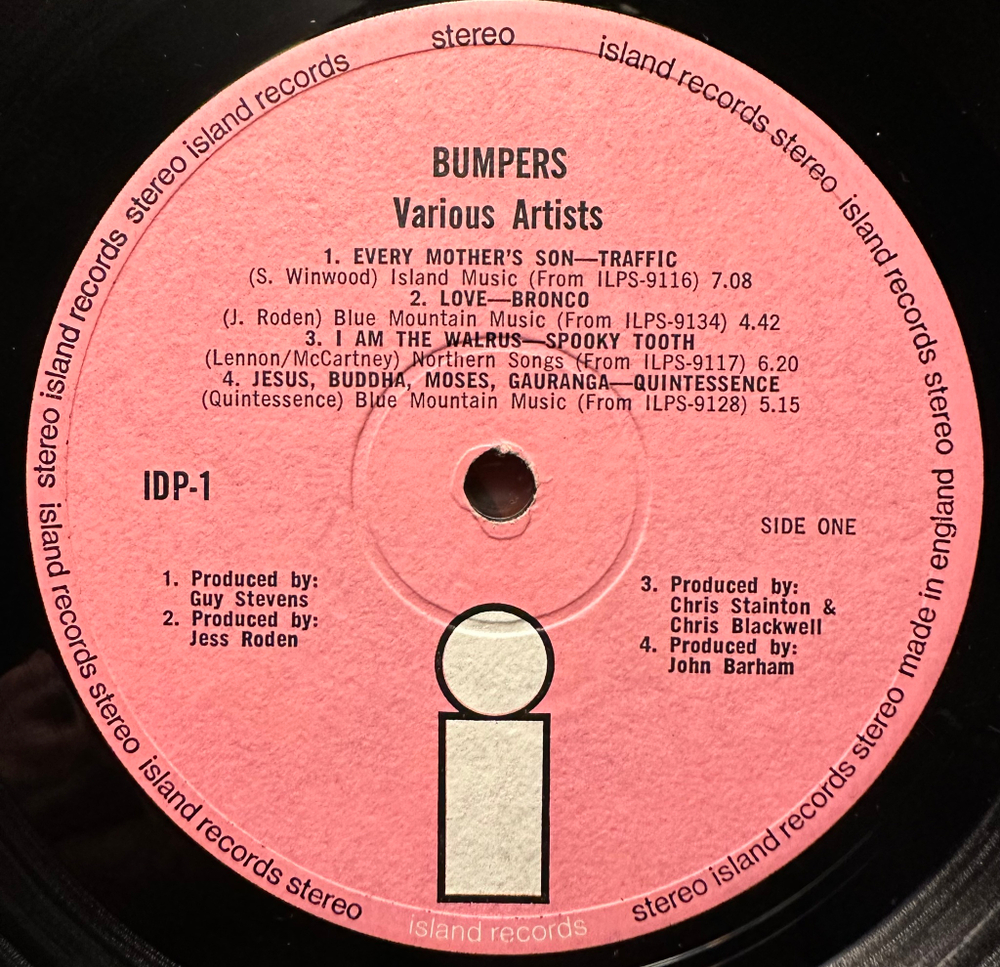 stereo island records stereo island records stereo island records stereo island records stereo made in england stereo island records stereo island records stereo island records stereo island records stereo island records
BUMPERS
Various Artists
1. EVERY MOTHER'S SON—TRAFFIC
(S. Winwood) Island Music (From ILPS-9116) 7.08
2. LOVE—BRONCO
(J. Roden) Blue Mountain Music (From ILPS-9134) 4.42
3. I AM THE WALRUS—SPOOKY TOOTH
(Lennon/McCartney) Northern Songs (From ILPS-9117) 6.20
4. JESUS, BUDDHA, MOSES, GAURANGA—QUINTESSENCE
(Quintessence) Blue Mountain Music (From ILPS-9128) 5.15
IDP-1
SIDE ONE
1. Produced by:
Guy Stevens
2. Produced by:
Jess Roden
3. Produced by:
Chris Stainton &
Chris Blackwell
4. Produced by:
John Barham
island records